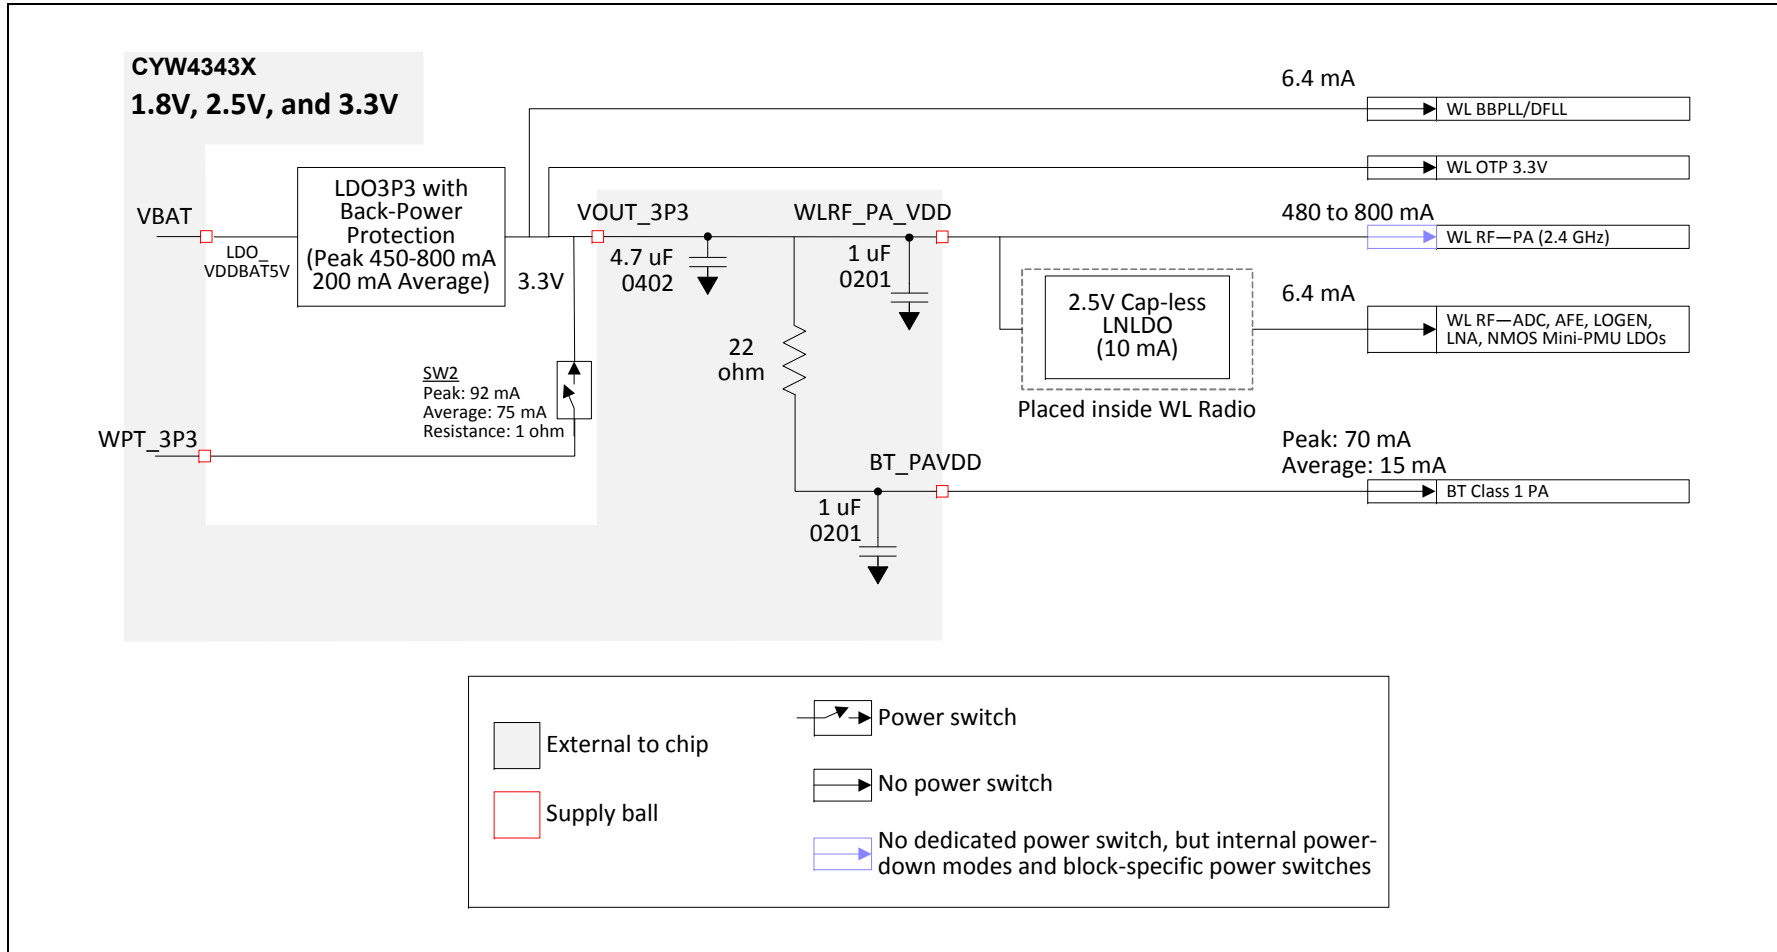 CYW4343X
1.8V, 2.5V, and 3.3V
6.4 mA
WL BBPLL/DFLL
WL OTP 3.3V
VBAT
LDO_
VDDBAT5V
LDO3P3 with
Back-Power
Protection
(Peak 450-800 mA
200 mA Average)
3.3V
VOUT_3P3
4.7 uF
0402
WLRF_PA_VDD
1 uF
0201
480 to 800 mA
WL RF—PA (2.4 GHz)
2.5V Cap-less
LNLDO
(10 mA)
Placed inside WL Radio
6.4 mA
WL RF—ADC, AFE, LOGEN,
LNA, NMOS Mini-PMU LDOs
22
ohm
SW2
Peak: 92 mA
Average: 75 mA
Resistance: 1 ohm
WPT_3P3
BT_PAVDD
1 uF
0201
Peak: 70 mA
Average: 15 mA
BT Class 1 PA
External to chip
Supply ball
Power switch
No power switch
No dedicated power switch, but internal power-
down modes and block-specific power switches